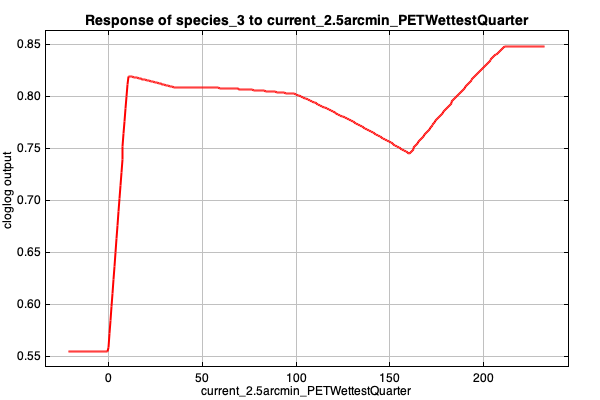 Response of species_3 to current_2.5arcmin_PETWettestQuarter
0.85
0.80
0.75
0.70
0.65
0.60
0.55
cloglog output
0 50 100 150 200
current_2.5arcmin_PETWettestQuarter